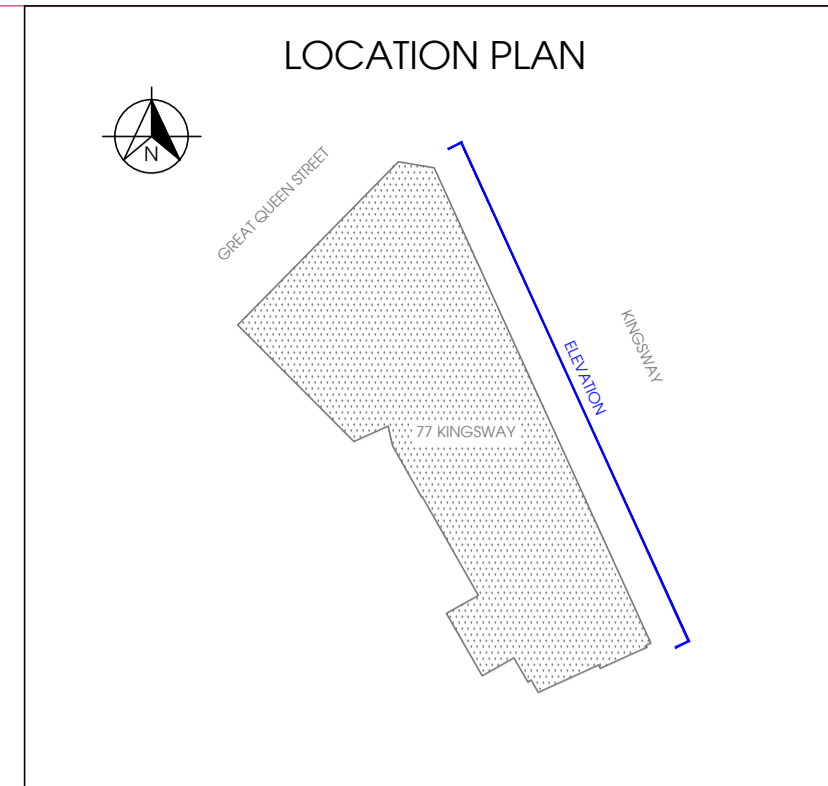 LOCATION PLAN
N
GREAT QUEEN STREET
KINGSWAY
ELEVATION
77 KINGSWAY